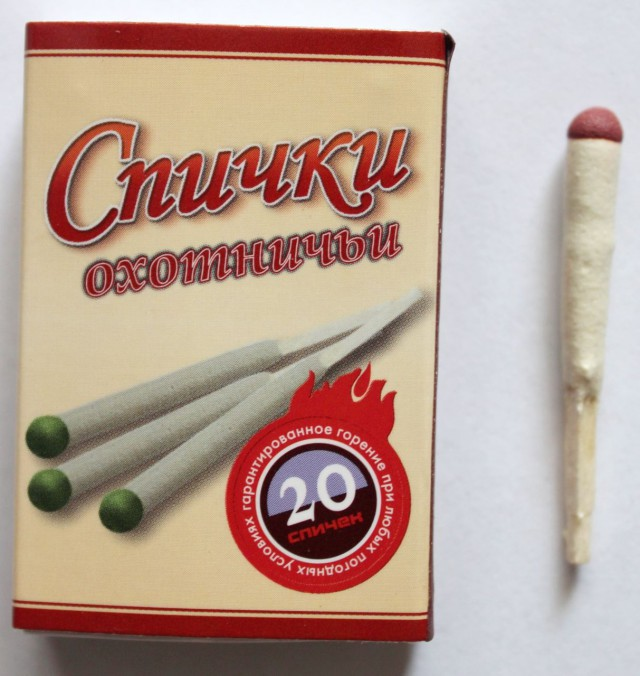 Спички
охотничьи
гарантированное горение при любых погодных условиях
20
спичек